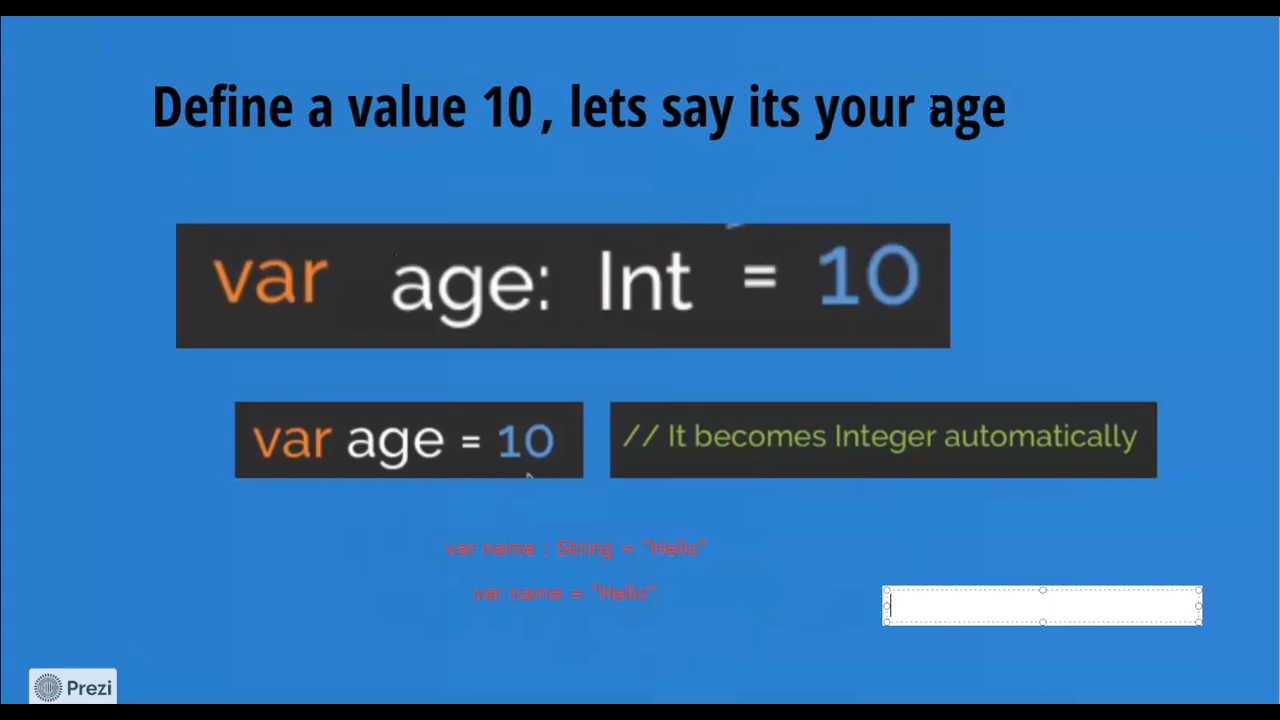 Define a value 10 , lets say its your age
var age: Int = 10
var age = 10 // It becomes Integer automatically
var name : String = "Hello"
var name = "Hello"
Prezi